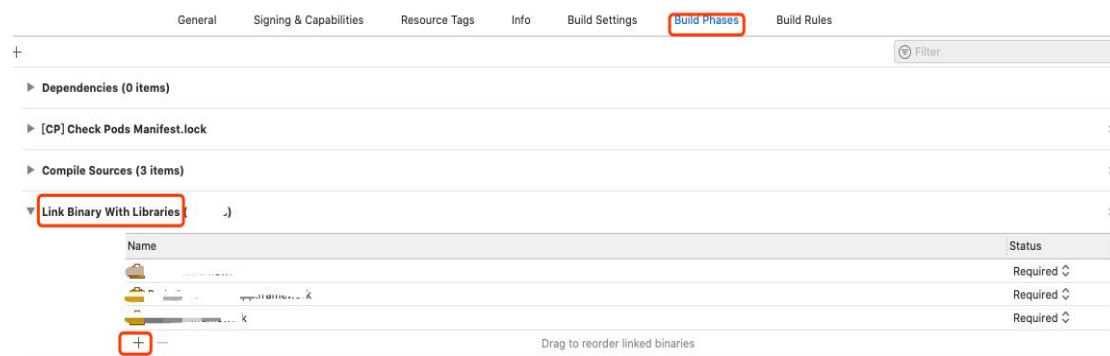 General Signing & Capabilities Resource Tags Info Build Settings Build Phases Build Rules
+ Filter
Dependencies (0 items)
[CP] Check Pods Manifest.lock
Compile Sources (3 items)
Link Binary With Libraries
Name Status
Required
Required
Required
+ − Drag to reorder linked binaries